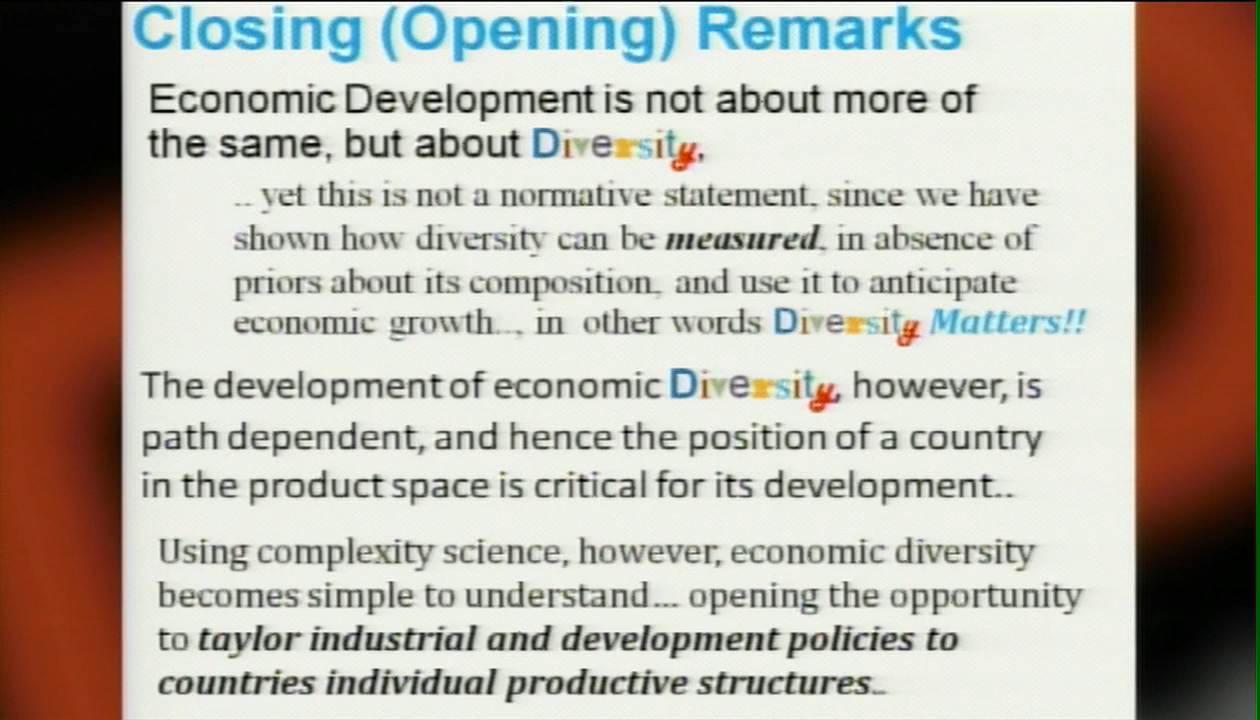 Closing (Opening) Remarks
Economic Development is not about more of
the same, but about Diversity,
.. yet this is not a normative statement, since we have
shown how diversity can be measured, in absence of
priors about its composition, and use it to anticipate
economic growth..., in other words Diversity Matters!!
The development of economic Diversity, however, is
path dependent, and hence the position of a country
in the product space is critical for its development..
Using complexity science, however, economic diversity
becomes simple to understand... opening the opportunity
to taylor industrial and development policies to
countries individual productive structures..